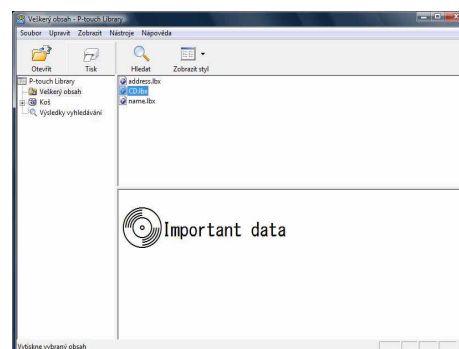 Veškerý obsah - P-touch Library
Soubor Upravit Zobrazit Nástroje Nápověda
Otevřít Tisk Hledat Zobrazit styl
P-touch Library
Veškerý obsah
Koš
Výsledky vyhledávání
address.lbx
CD.lbx
name.lbx
Important data
Vytiskne vybraný obsah